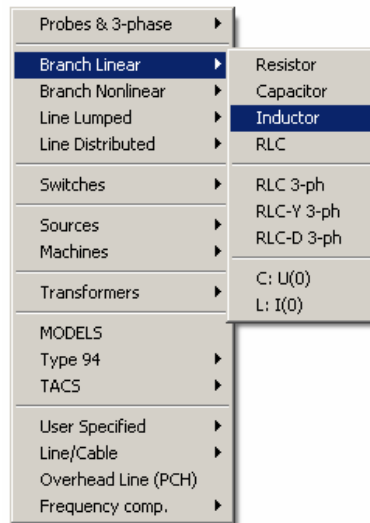 Probes & 3-phase
Branch Linear
Branch Nonlinear
Line Lumped
Line Distributed
Switches
Sources
Machines
Transformers
MODELS
Type 94
TACS
User Specified
Line/Cable
Overhead Line (PCH)
Frequency comp.
Resistor
Capacitor
Inductor
RLC
RLC 3-ph
RLC-Y 3-ph
RLC-D 3-ph
C: U(0)
L: I(0)